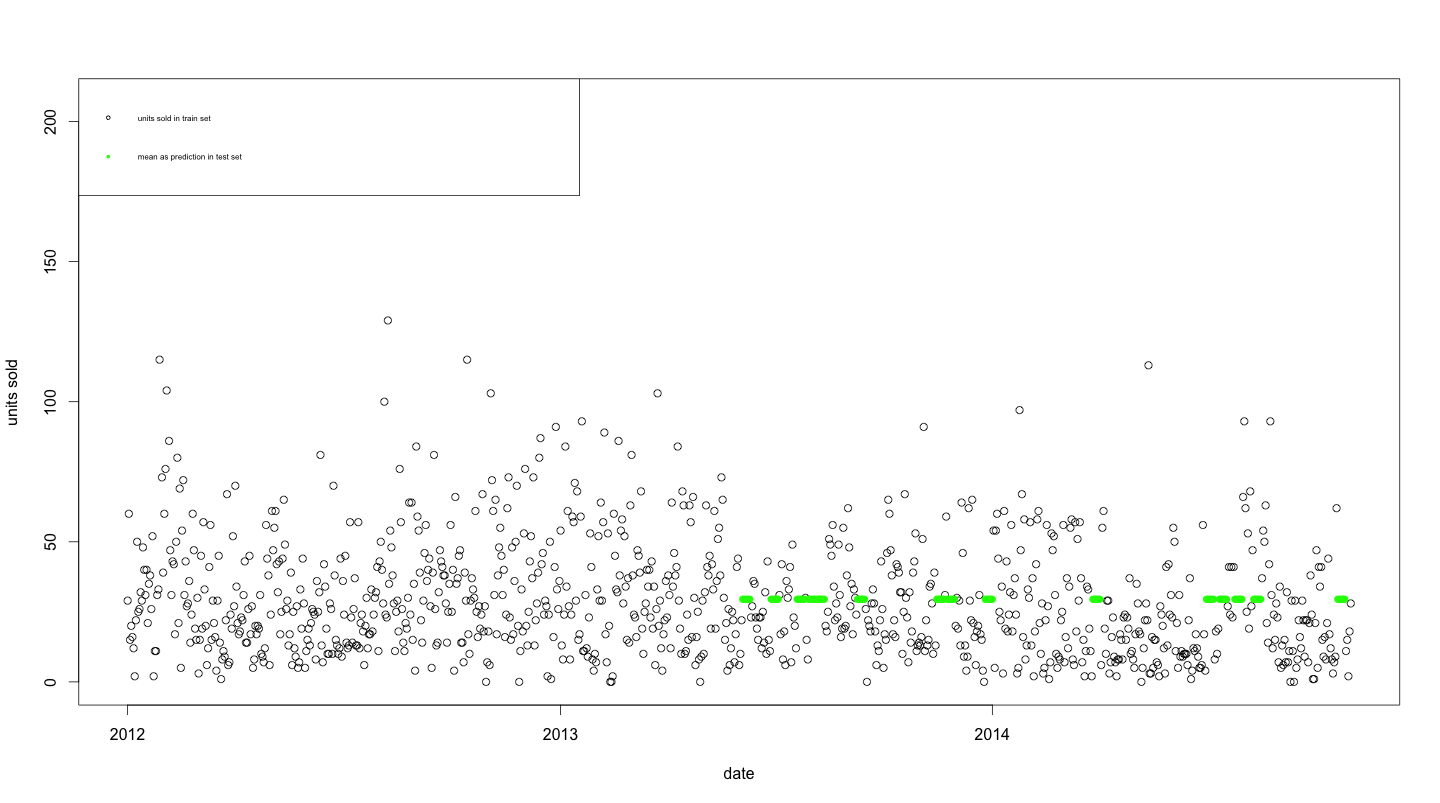 units sold in train set
mean as prediction in test set
200
150
100
50
0
units sold
2012 2013 2014
date